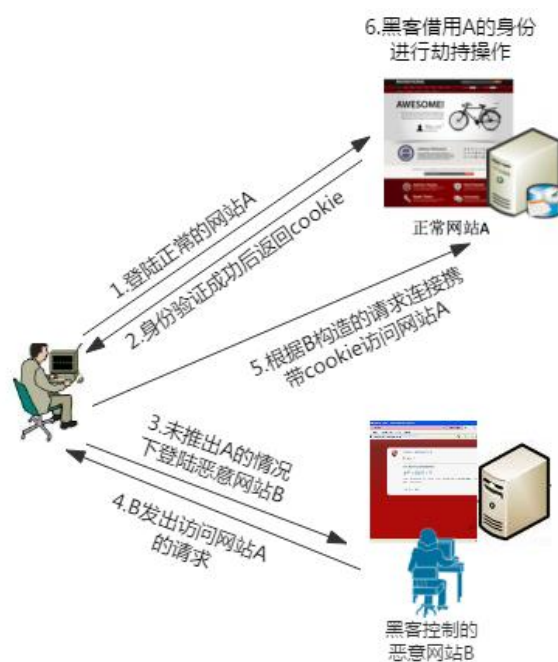 6.黑客借用A的身份
进行劫持操作
AWESOME!
正常网站A
1.登陆正常的网站A
2.身份验证成功后返回cookie
5.根据B构造的请求连接携
带cookie访问网站A
3.未推出A的情况
下登陆恶意网站B
4.B发出访问网站A
的请求
黑客控制的
恶意网站B